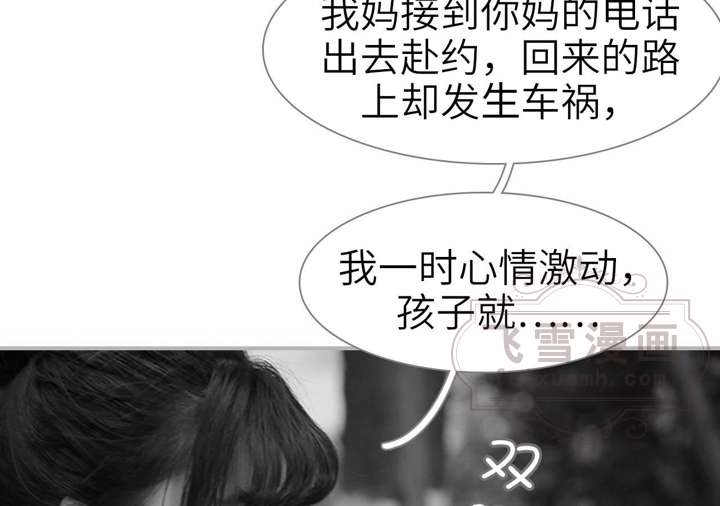 我妈接到你妈的电话
出去赴约，回来的路
上却发生车祸，
我一时心情激动，
孩子就……
飞雪漫画
双